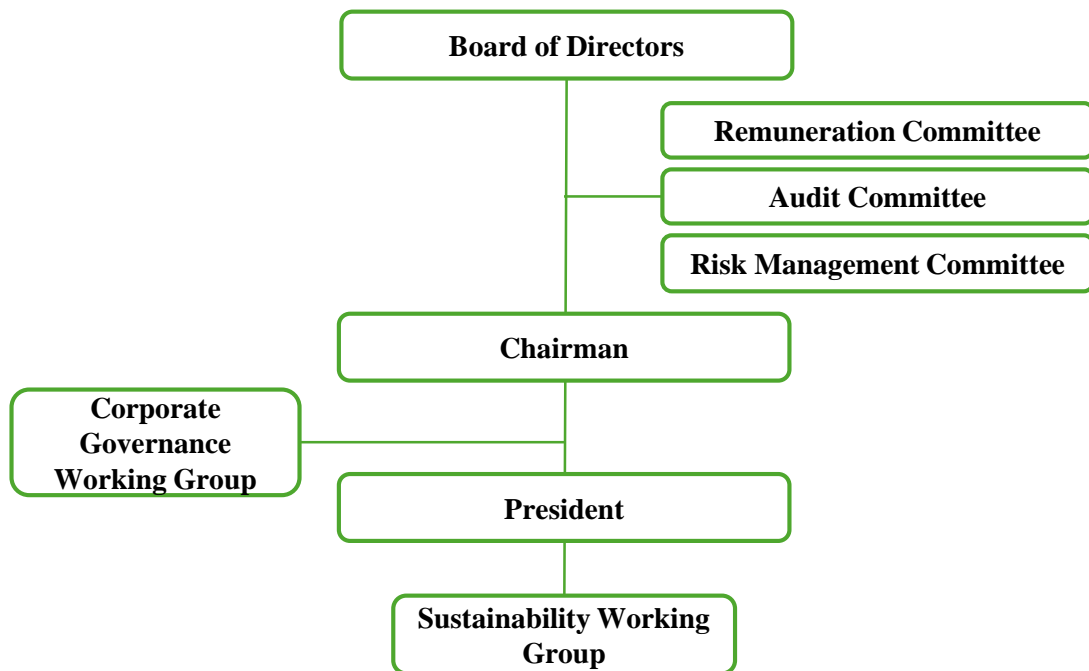 Board of Directors
Remuneration Committee
Audit Committee
Risk Management Committee
Chairman
Corporate
Governance
Working Group
President
Sustainability Working
Group